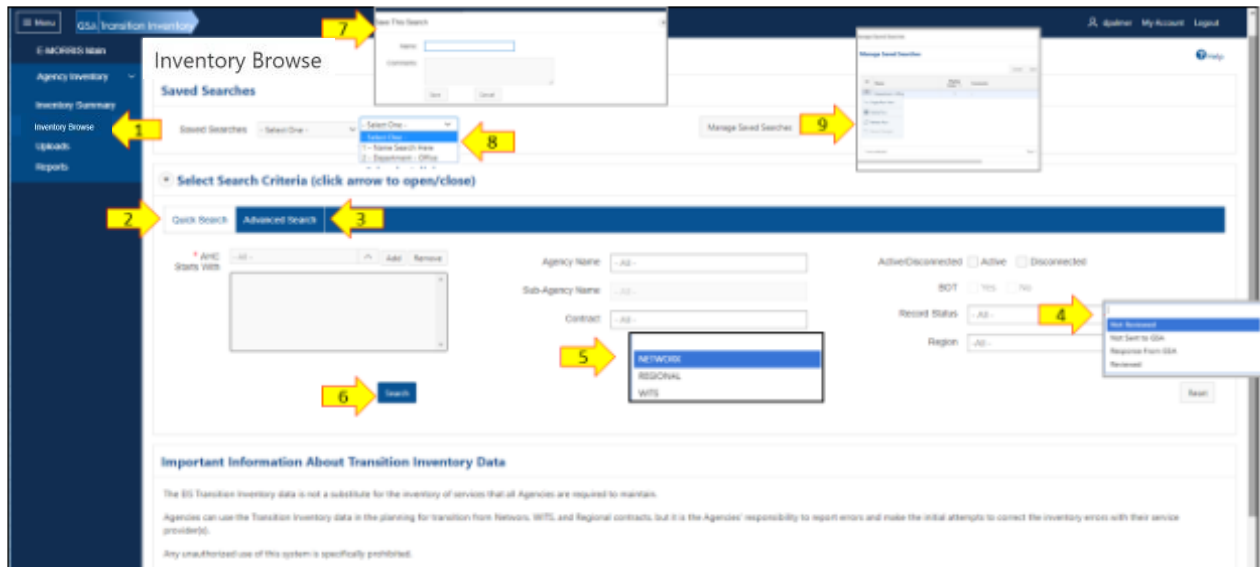 Menu
GSA Transition Inventory
dpalmer My Account Logout
7
Save This Search
Name
Comments
Save Cancel
Manage Saved Searches
Manage Saved Searches
Name
E-MORRIS Main
Agency Inventory
Inventory Summary
Inventory Browse
Uploads
Reports
1
Inventory Browse
Help
Saved Searches
Saved Searches - Select One -
- Select One -
- Select One -
1 - Name Search Here
2 - Department - Office
8
Manage Saved Searches
9
Select Search Criteria (click arrow to open/close)
2
Quick Search Advanced Search
3
* AHC Starts With - All - Add Remove
Agency Name - All -
Active/Disconnected Active Disconnected
Sub-Agency Name - All -
BOT Yes No
Contract - All -
Record Status - All -
4
Not Reviewed
Not Sent to GSA
Response From GSA
Reviewed
Region -All-
5
NETWORX
REGIONAL
WITS
6
Search
Reset
Important Information About Transition Inventory Data
The EIS Transition Inventory data is not a substitute for the inventory of services that all Agencies are required to maintain.
Agencies can use the Transition Inventory data in the planning for transition from Networx, WITS, and Regional contracts, but it is the Agencies' responsibility to report errors and make the initial attempts to correct the inventory errors with their service
provider(s).
Any unauthorized use of this system is specifically prohibited.